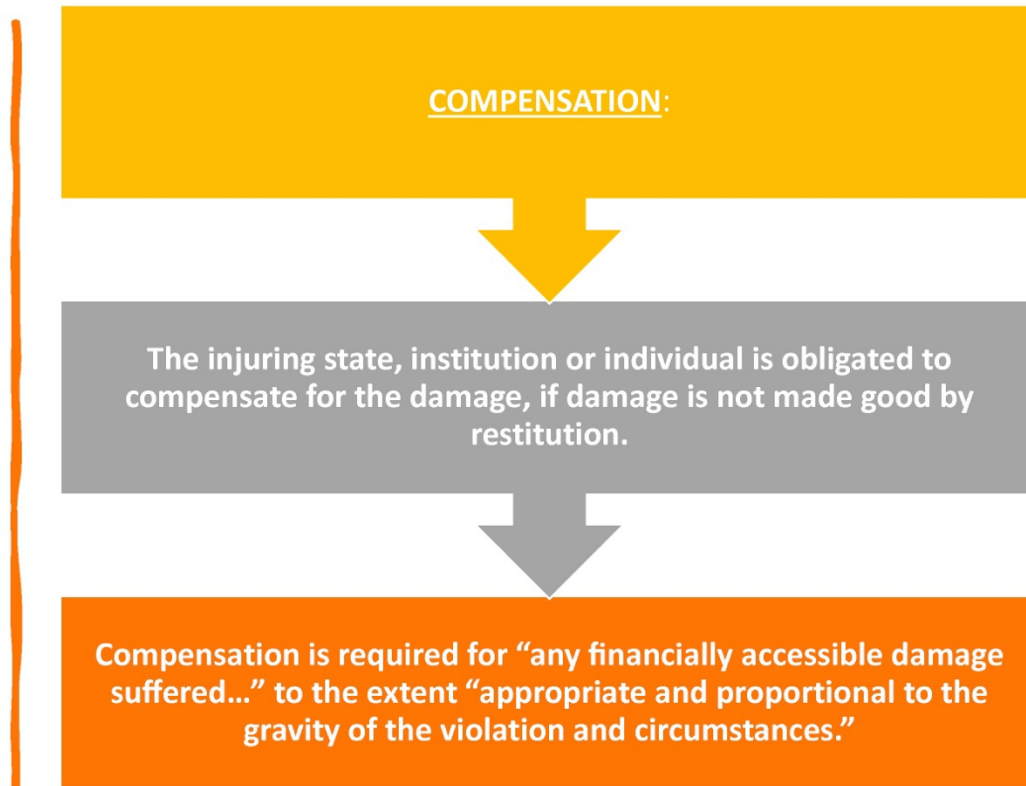 COMPENSATION:
The injuring state, institution or individual is obligated to
compensate for the damage, if damage is not made good by
restitution.
Compensation is required for “any financially accessible damage
suffered…” to the extent “appropriate and proportional to the
gravity of the violation and circumstances.”